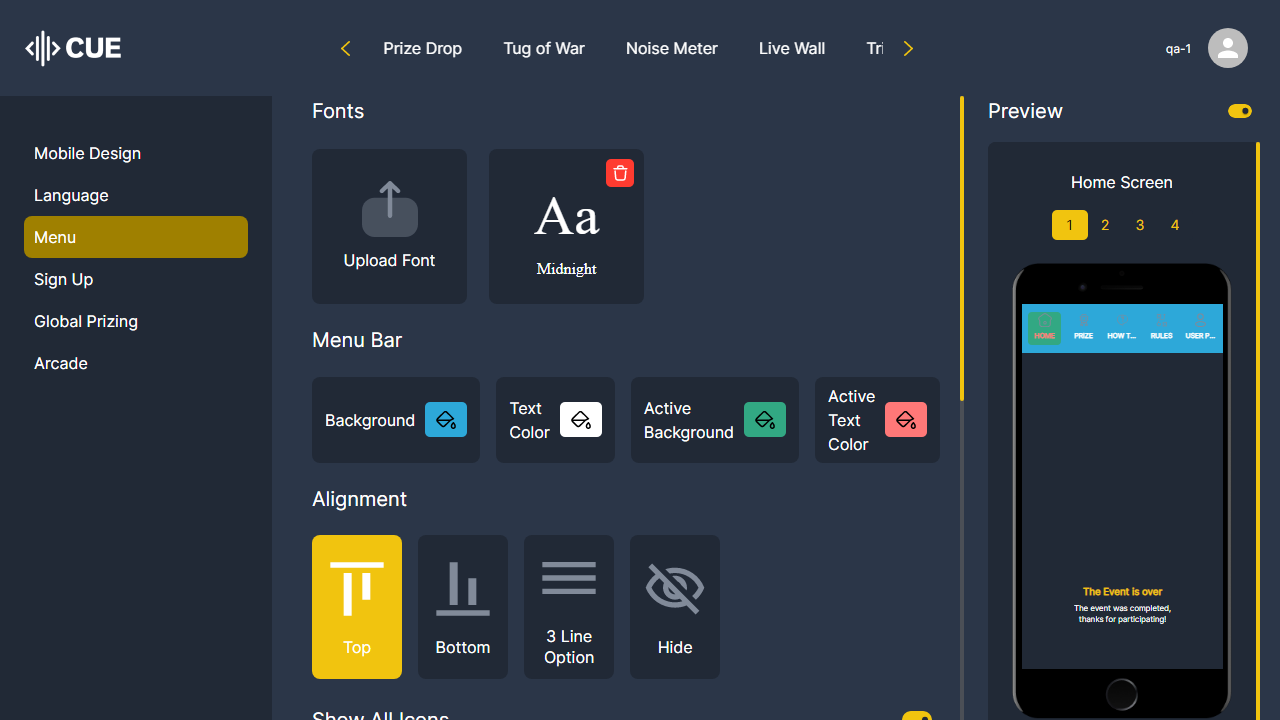 CUE
Prize Drop
Tug of War
Noise Meter
Live Wall
qa-1
Mobile Design
Language
Menu
Sign Up
Global Prizing
Arcade
Fonts
Upload Font
Aa
Midnight
Menu Bar
Background
Text
Color
Active
Background
Active
Text
Color
Alignment
Top
Bottom
3 Line
Option
Hide
Show All Icons
Preview
Home Screen
1 2 3 4
HOME PRIZE HOW T... RULES USER P...
The Event is over
The event was completed,
thanks for participating!